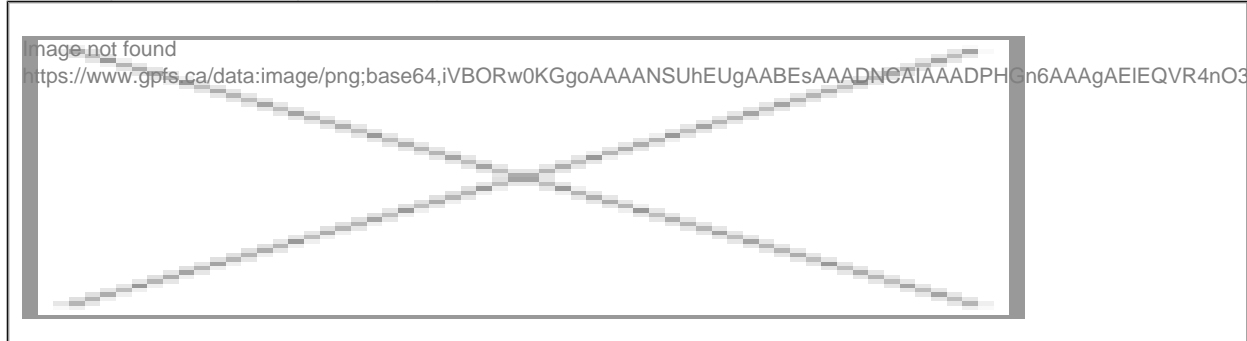 Image not found
https://www.gpfs.ca/data:image/png;base64,iVBORw0KGgoAAAANSUhEUgAABEsAAADNCAIAAADPHGn6AAAgAElEQVR4nO3